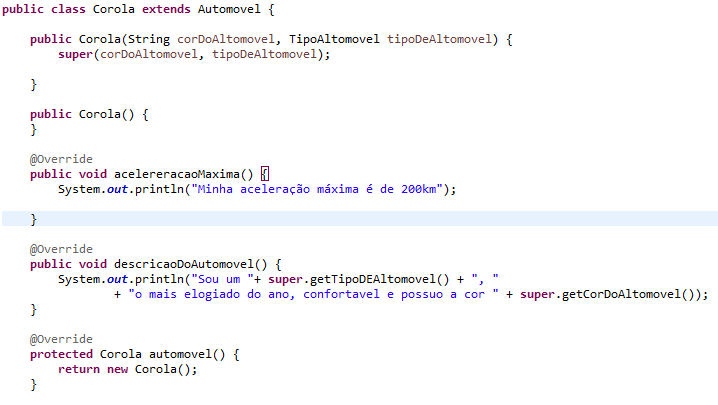 public class Corola extends Automovel {
public Corola(String corDoAltomovel, TipoAltomovel tipoDeAltomovel) {
super(corDoAltomovel, tipoDeAltomovel);
}
public Corola() {
}
@Override
public void acelereracaoMaxima() {
System.out.println("Minha aceleração máxima é de 200km");
}
@Override
public void descricaoDoAutomovel() {
System.out.println("Sou um "+ super.getTipoDEAltomovel() + ", "
+ "o mais elogiado do ano, confortavel e possuo a cor " + super.getCorDoAltomovel());
}
@Override
protected Corola automovel() {
return new Corola();
}